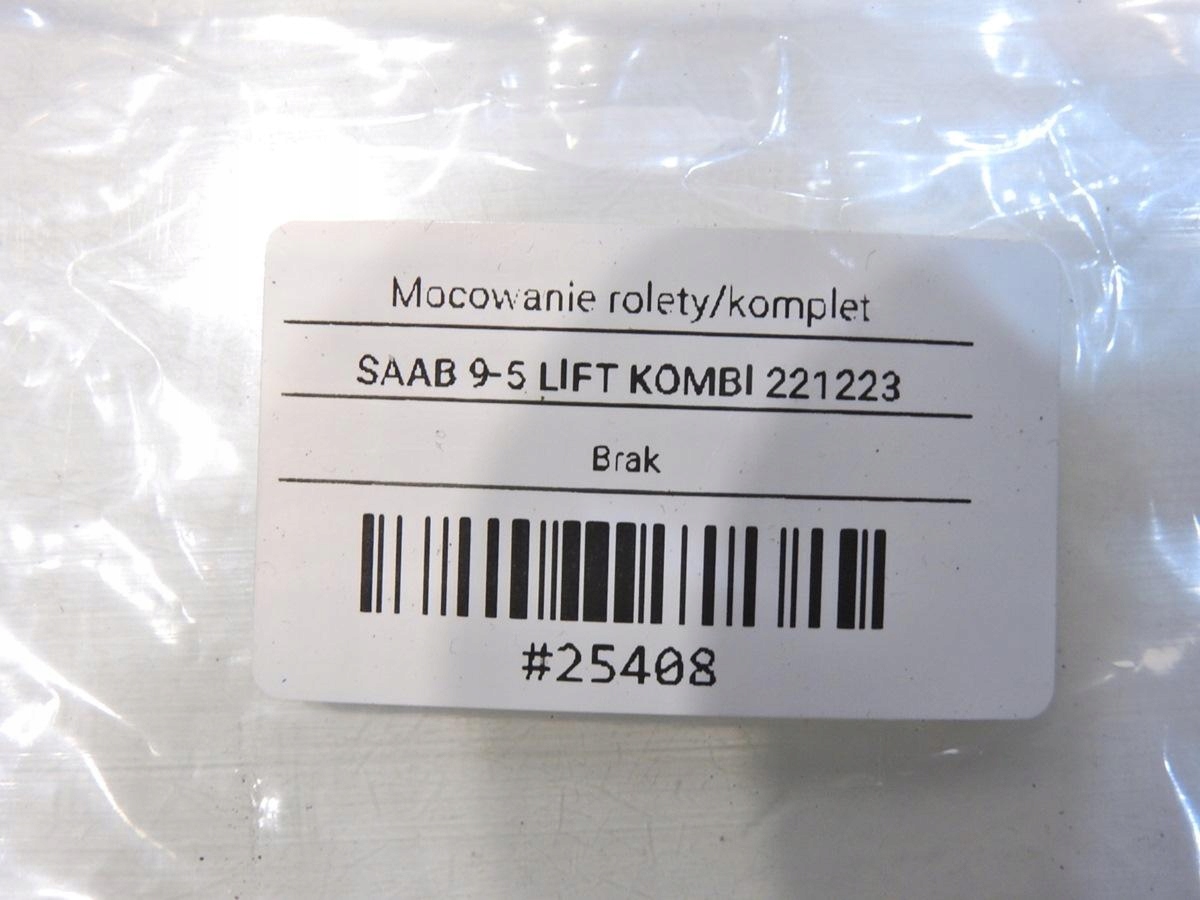 Mocowanie rolety/komplet
SAAB 9-5 LIFT KOMBI 221223
Brak
#25408